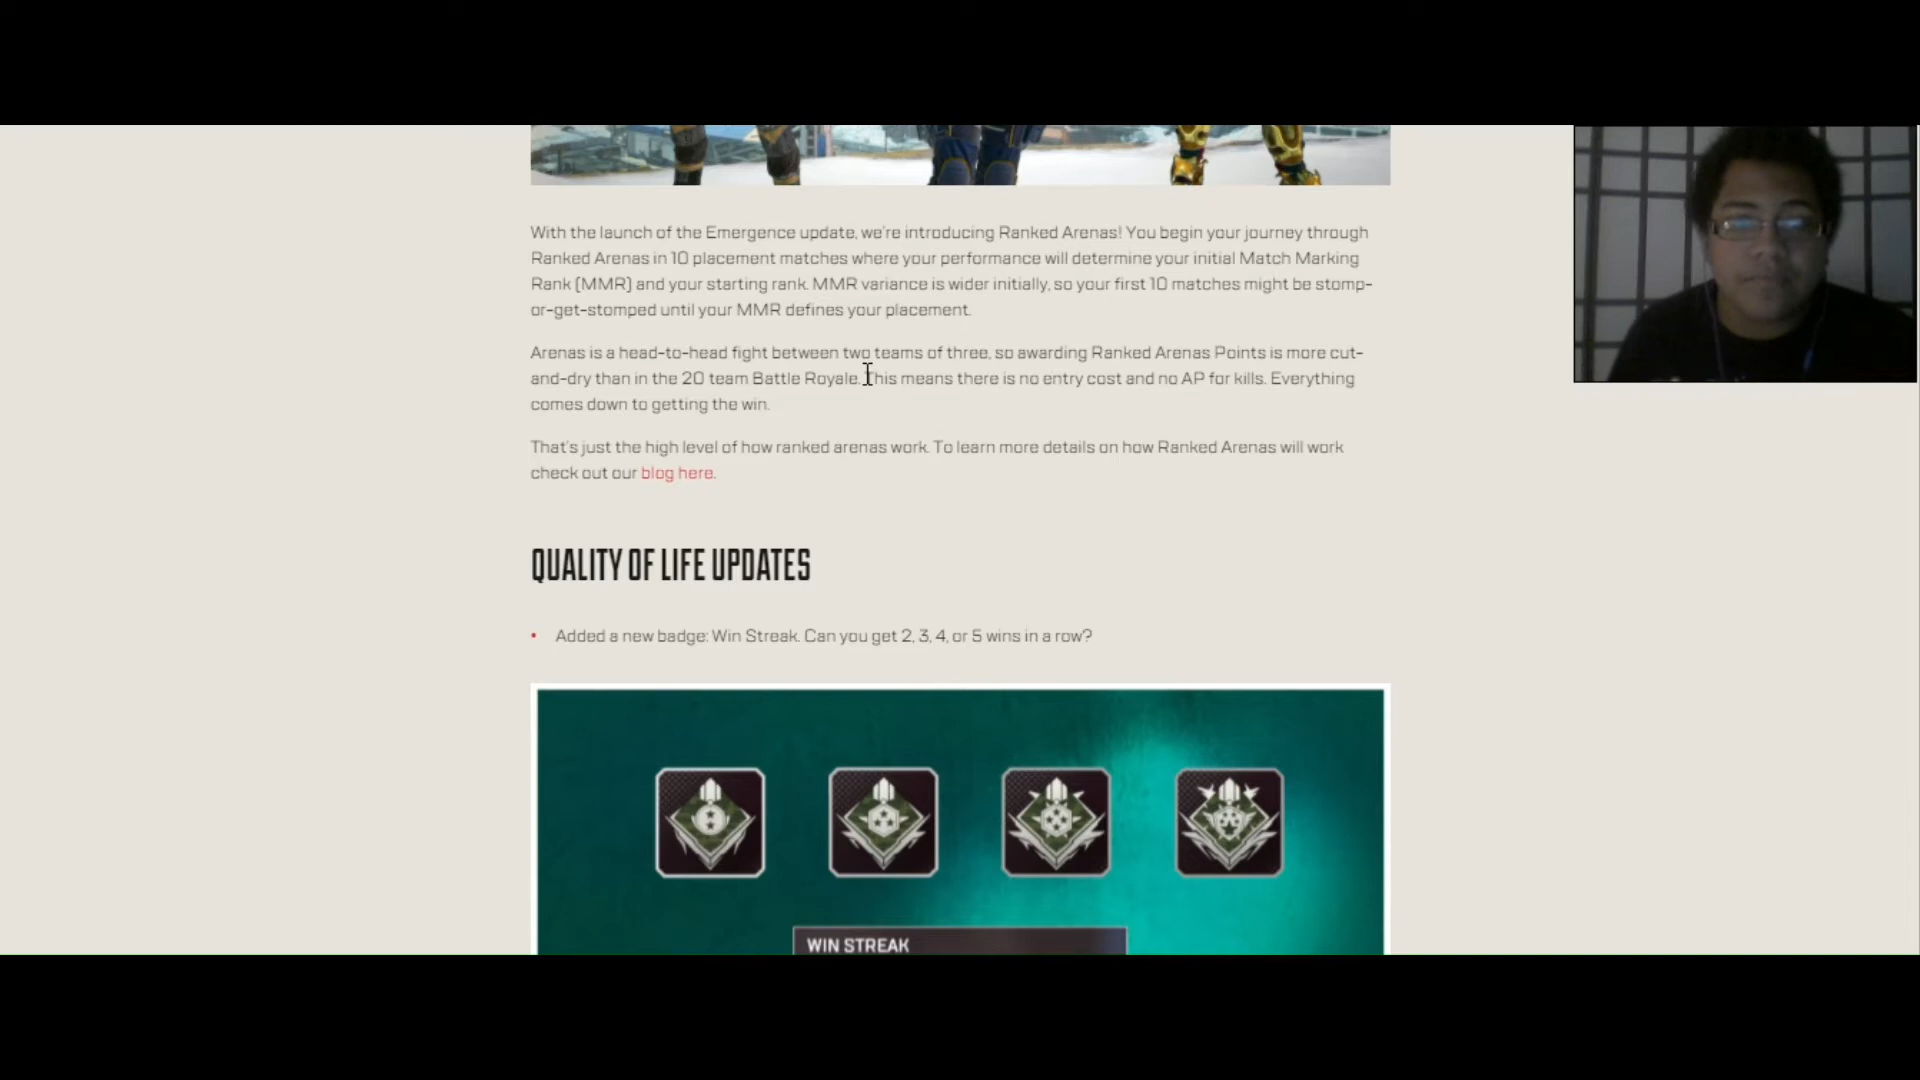 With the launch of the Emergence update, we're introducing Ranked Arenas! You begin your journey through
Ranked Arenas in 10 placement matches where your performance will determine your initial Match Marking
Rank (MMR) and your starting rank. MMR variance is wider initially, so your first 10 matches might be stomp-
or-get-stomped until your MMR defines your placement.
Arenas is a head-to-head fight between two teams of three, so awarding Ranked Arenas Points is more cut-
and-dry than in the 20 team Battle Royale. This means there is no entry cost and no AP for kills. Everything
comes down to getting the win.
That's just the high level of how ranked arenas work. To learn more details on how Ranked Arenas will work
check out our blog here.
QUALITY OF LIFE UPDATES
• Added a new badge: Win Streak. Can you get 2, 3, 4, or 5 wins in a row?
WIN STREAK